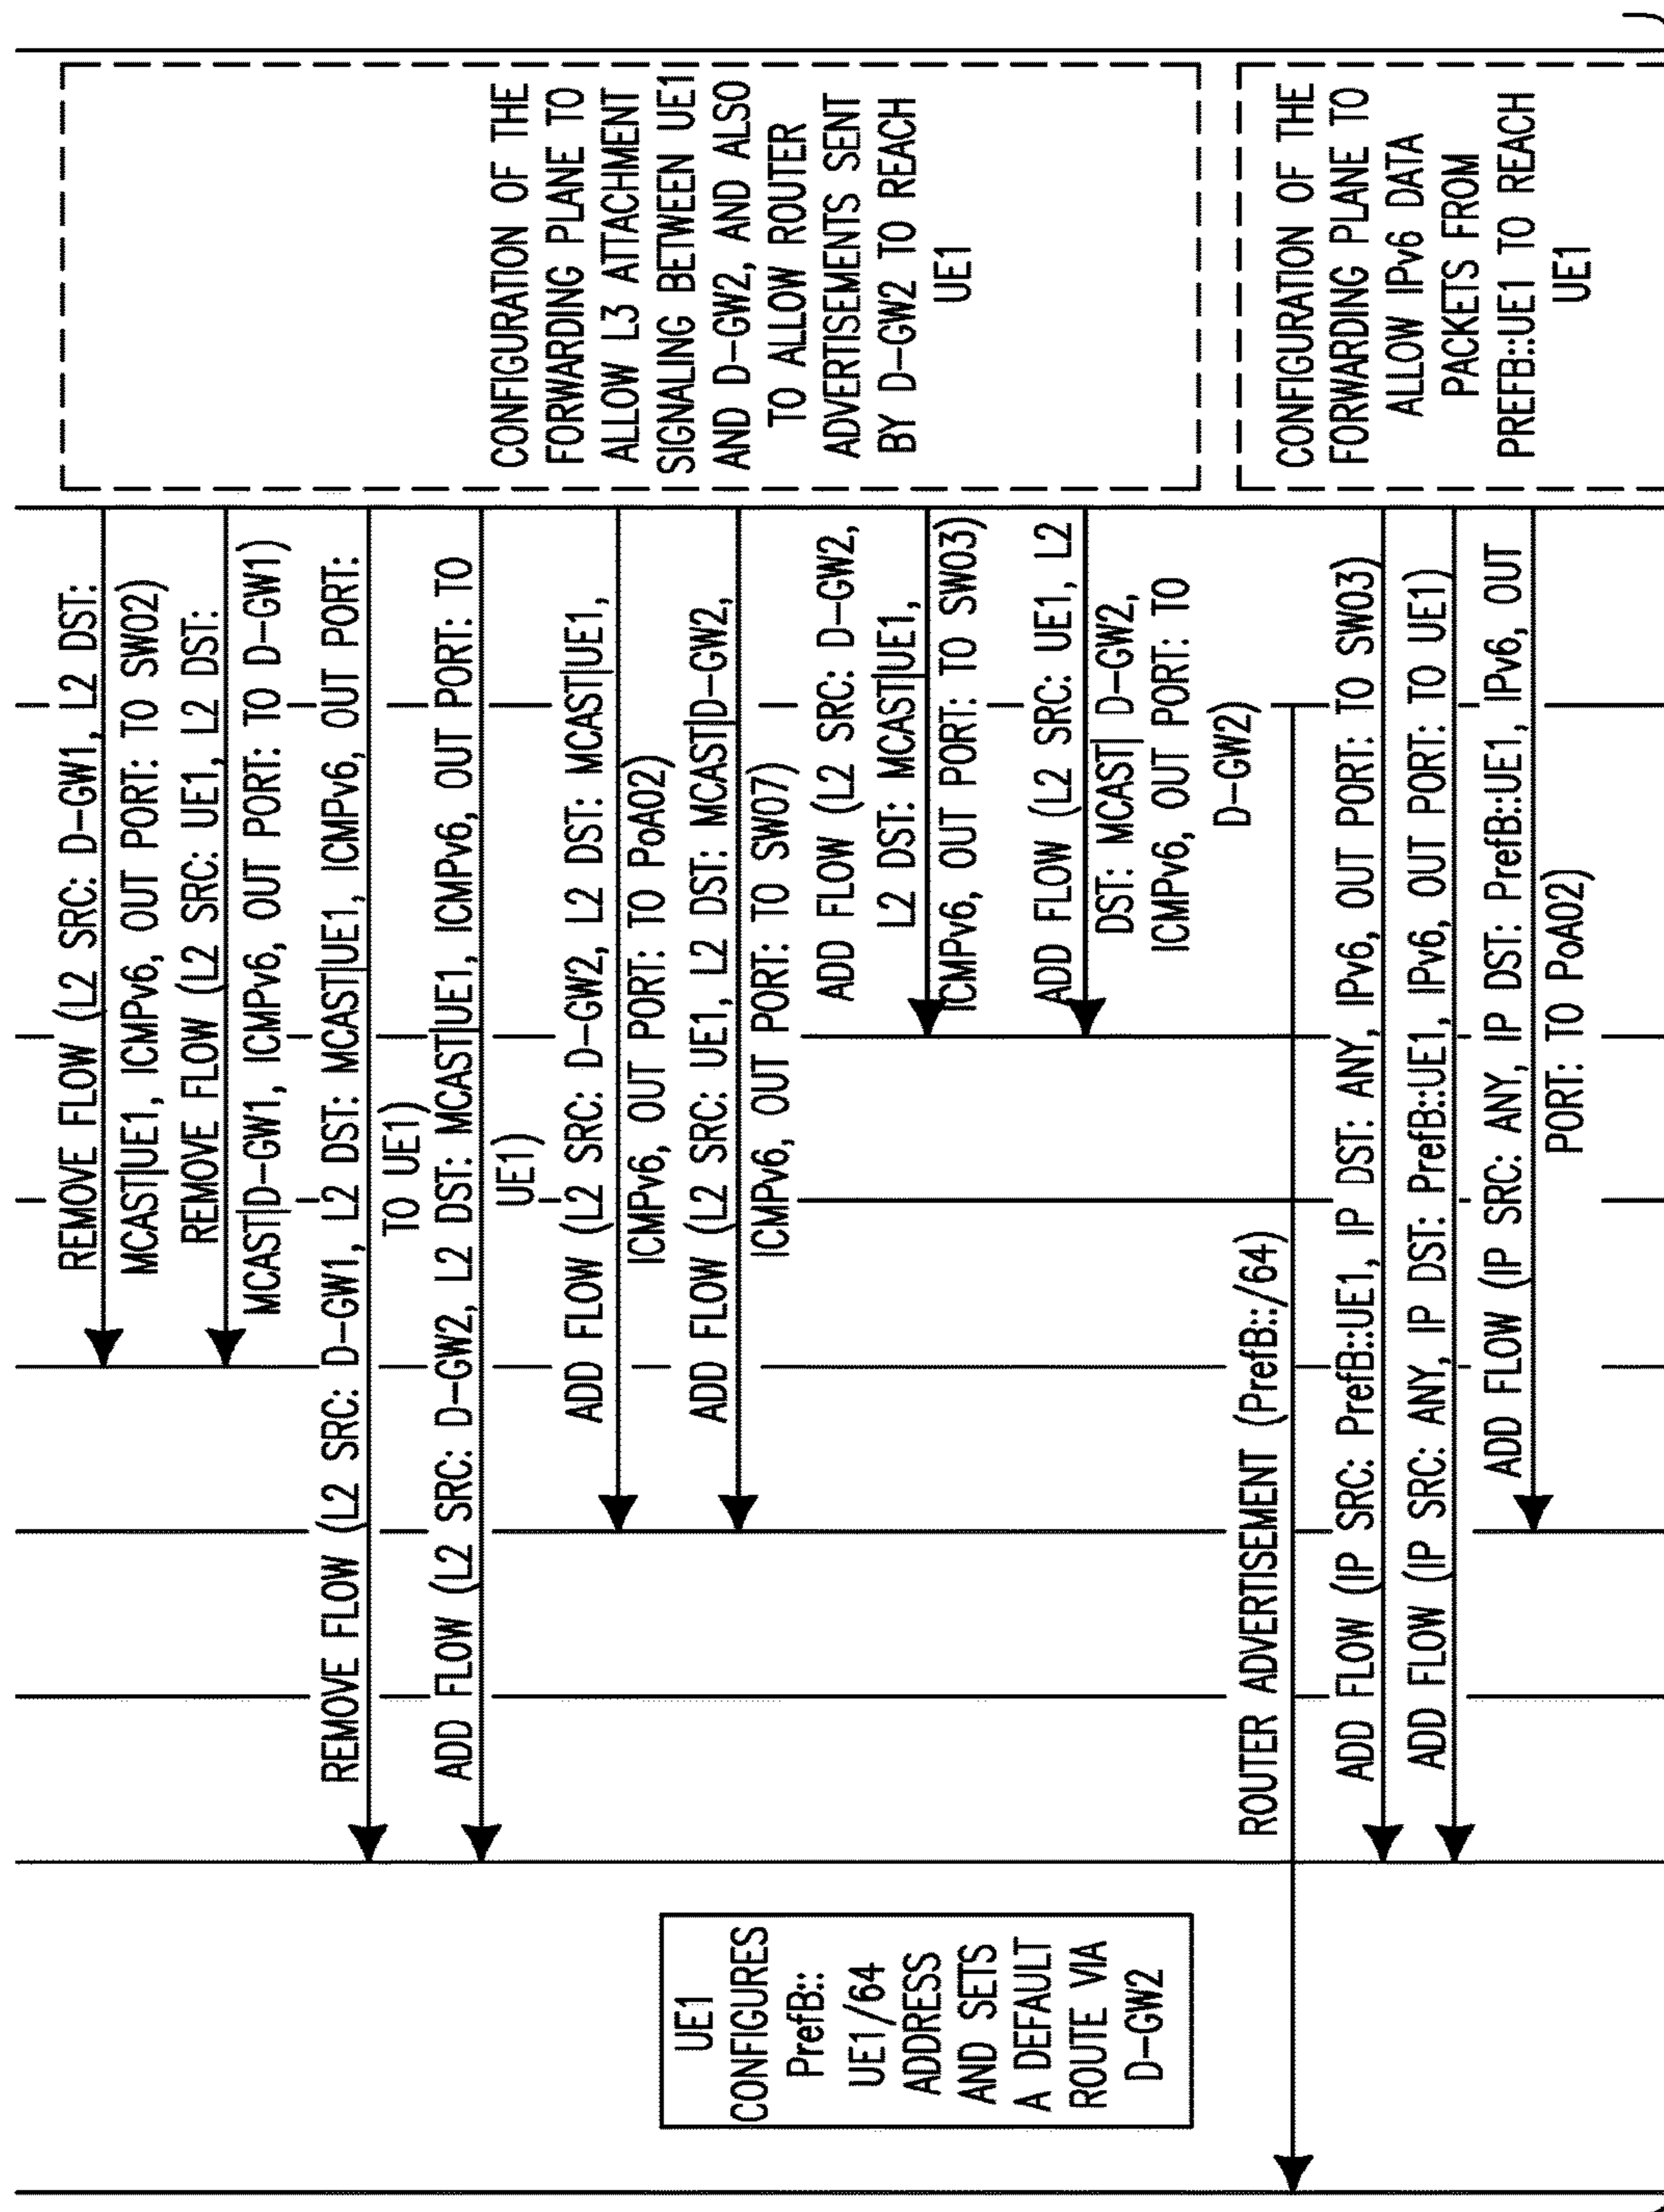 REMOVE FLOW (L2 SRC: D-GW1, L2 DST:
MCAST|UE1, ICMPv6, OUT PORT: TO SW02)
REMOVE FLOW (L2 SRC: UE1, L2 DST:
MCAST|D-GW1, ICMPv6, OUT PORT: TO D-GW1)
REMOVE FLOW (L2 SRC: D-GW1, L2 DST: MCAST|UE1, ICMPv6, OUT PORT:
TO UE1)
ADD FLOW (L2 SRC: D-GW2, L2 DST: MCAST|UE1, ICMPv6, OUT PORT: TO
UE1)
ADD FLOW (L2 SRC: D-GW2, L2 DST: MCAST|UE1,
ICMPv6, OUT PORT: TO PoA02)
ADD FLOW (L2 SRC: UE1, L2 DST: MCAST|D-GW2,
ICMPv6, OUT PORT: TO SW07)
ADD FLOW (L2 SRC: D-GW2,
L2 DST: MCAST|UE1,
ICMPv6, OUT PORT: TO SW03)
ADD FLOW (L2 SRC: UE1, L2
DST: MCAST| D-GW2,
ICMPv6, OUT PORT: TO
D-GW2)
CONFIGURATION OF THE
FORWARDING PLANE TO
ALLOW L3 ATTACHMENT
SIGNALING BETWEEN UE1
AND D-GW2, AND ALSO
TO ALLOW ROUTER
ADVERTISEMENTS SENT
BY D-GW2 TO REACH
UE1
UE1
CONFIGURES
PrefB::
UE1/64
ADDRESS
AND SETS
A DEFAULT
ROUTE VIA
D-GW2
ROUTER ADVERTISEMENT (PrefB::/64)
ADD FLOW (IP SRC: PrefB::UE1, IP DST: ANY, IPv6, OUT PORT: TO SW03)
ADD FLOW (IP SRC: ANY, IP DST: PrefB::UE1, IPv6, OUT PORT: TO UE1)
ADD FLOW (IP SRC: ANY, IP DST: PrefB::UE1, IPv6, OUT
PORT: TO PoA02)
CONFIGURATION OF THE
FORWARDING PLANE TO
ALLOW IPv6 DATA
PACKETS FROM
PREFB::UE1 TO REACH
UE1